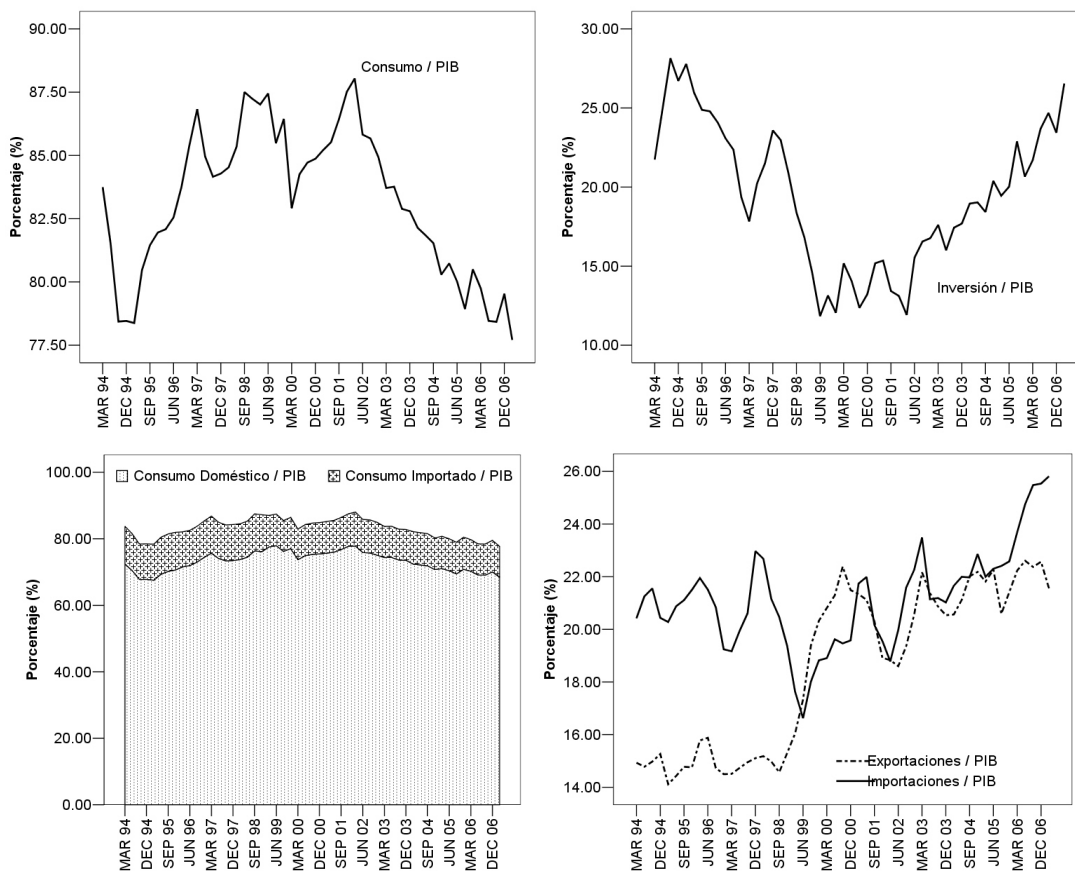 90.00
87.50
85.00
82.50
80.00
77.50
Porcentaje (%)
Consumo / PIB
MAR 94
DEC 94
SEP 95
JUN 96
MAR 97
DEC 97
SEP 98
JUN 99
MAR 00
DEC 00
SEP 01
JUN 02
MAR 03
DEC 03
SEP 04
JUN 05
MAR 06
DEC 06
30.00
25.00
20.00
15.00
10.00
Porcentaje (%)
Inversión / PIB
MAR 94
DEC 94
SEP 95
JUN 96
MAR 97
DEC 97
SEP 98
JUN 99
MAR 00
DEC 00
SEP 01
JUN 02
MAR 03
DEC 03
SEP 04
JUN 05
MAR 06
DEC 06
100.00
80.00
60.00
40.00
20.00
0.00
Porcentaje (%)
Consumo Doméstico / PIB
Consumo Importado / PIB
MAR 94
DEC 94
SEP 95
JUN 96
MAR 97
DEC 97
SEP 98
JUN 99
MAR 00
DEC 00
SEP 01
JUN 02
MAR 03
DEC 03
SEP 04
JUN 05
MAR 06
DEC 06
26.00
24.00
22.00
20.00
18.00
16.00
14.00
Porcentaje (%)
Exportaciones / PIB
Importaciones / PIB
MAR 94
DEC 94
SEP 95
JUN 96
MAR 97
DEC 97
SEP 98
JUN 99
MAR 00
DEC 00
SEP 01
JUN 02
MAR 03
DEC 03
SEP 04
JUN 05
MAR 06
DEC 06